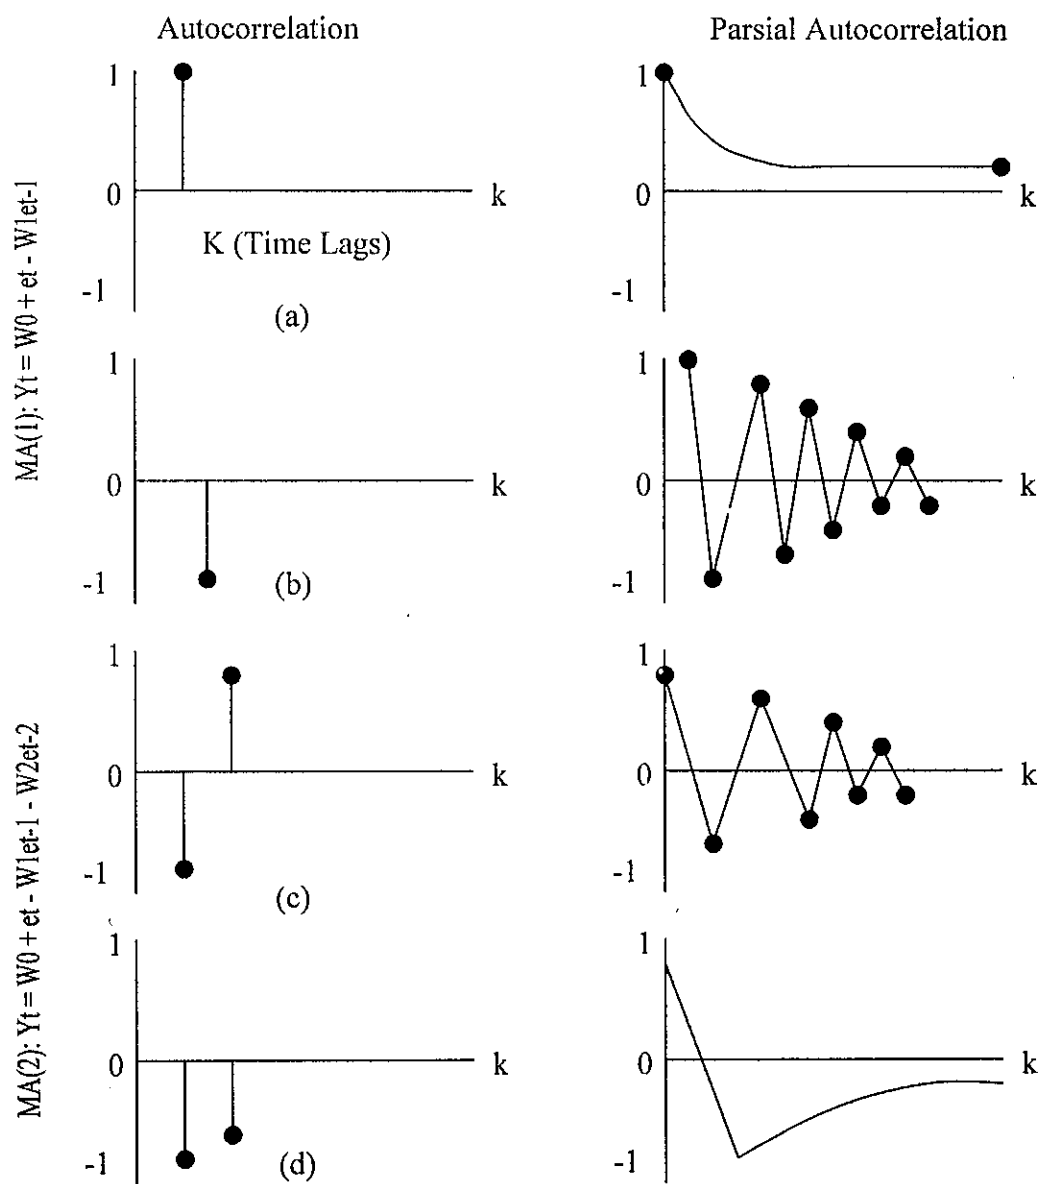 Autocorrelation
Parsial Autocorrelation
MA(1): Yt = W0 + et - W1et-1
1
0
-1
k
K (Time Lags)
(a)
1
0
-1
k
1
0
-1
k
(b)
1
0
-1
k
MA(2): Yt = W0 + et - W1et-1 - W2et-2
1
0
-1
k
(c)
1
0
-1
k
1
0
-1
k
(d)
1
0
-1
k